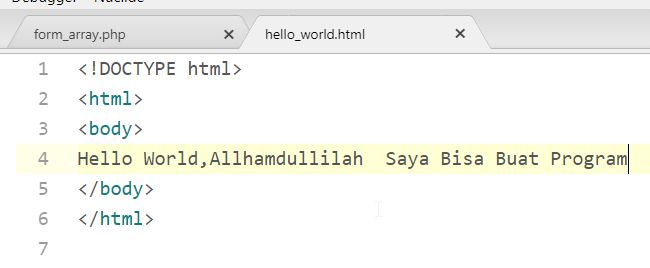 Debugger Nuclide
form_array.php × hello_world.html ×
1 <!DOCTYPE html>
2 <html>
3 <body>
4 Hello World,Allhamdullilah  Saya Bisa Buat Program
5 </body>
6 </html>
7